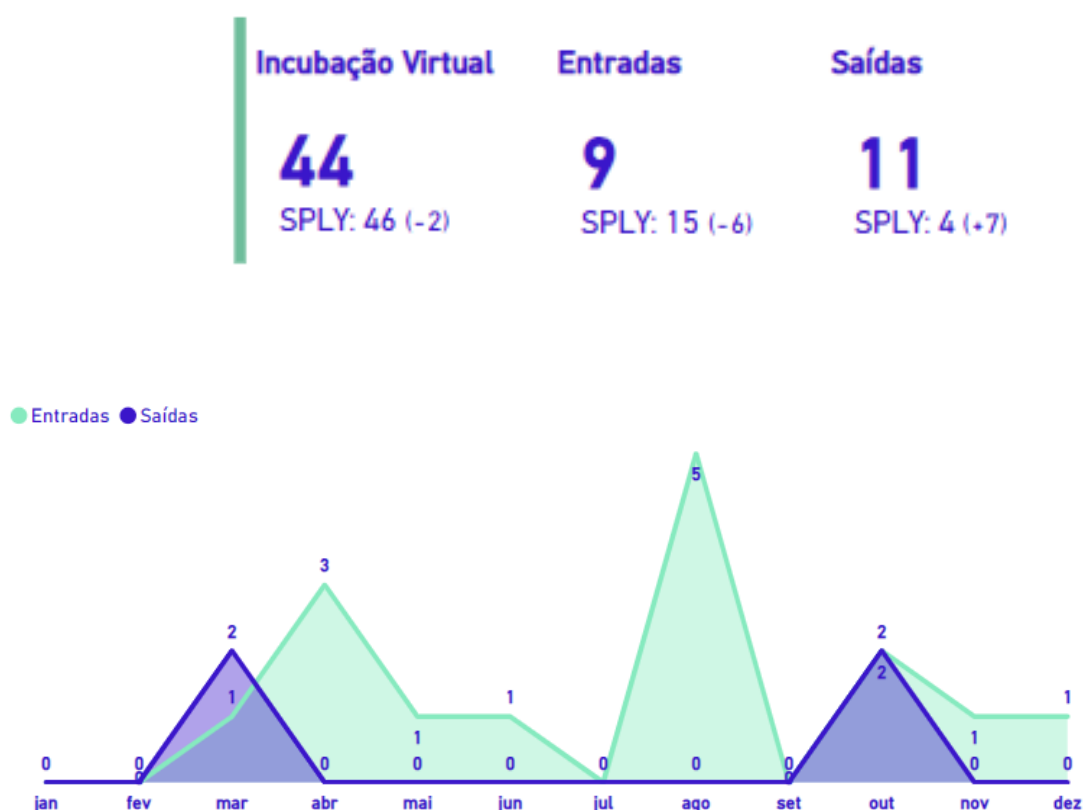 Incubação Virtual Entradas Saídas
44 9 11
SPLY: 46 (-2) SPLY: 15 (-6) SPLY: 4 (+7)
Entradas Saídas
5
3
2 2
2
1 1 1
1 1
0 0 0 0 0 0 0 0 0
0 0
jan fev mar abr mai jun jul ago set out nov dez